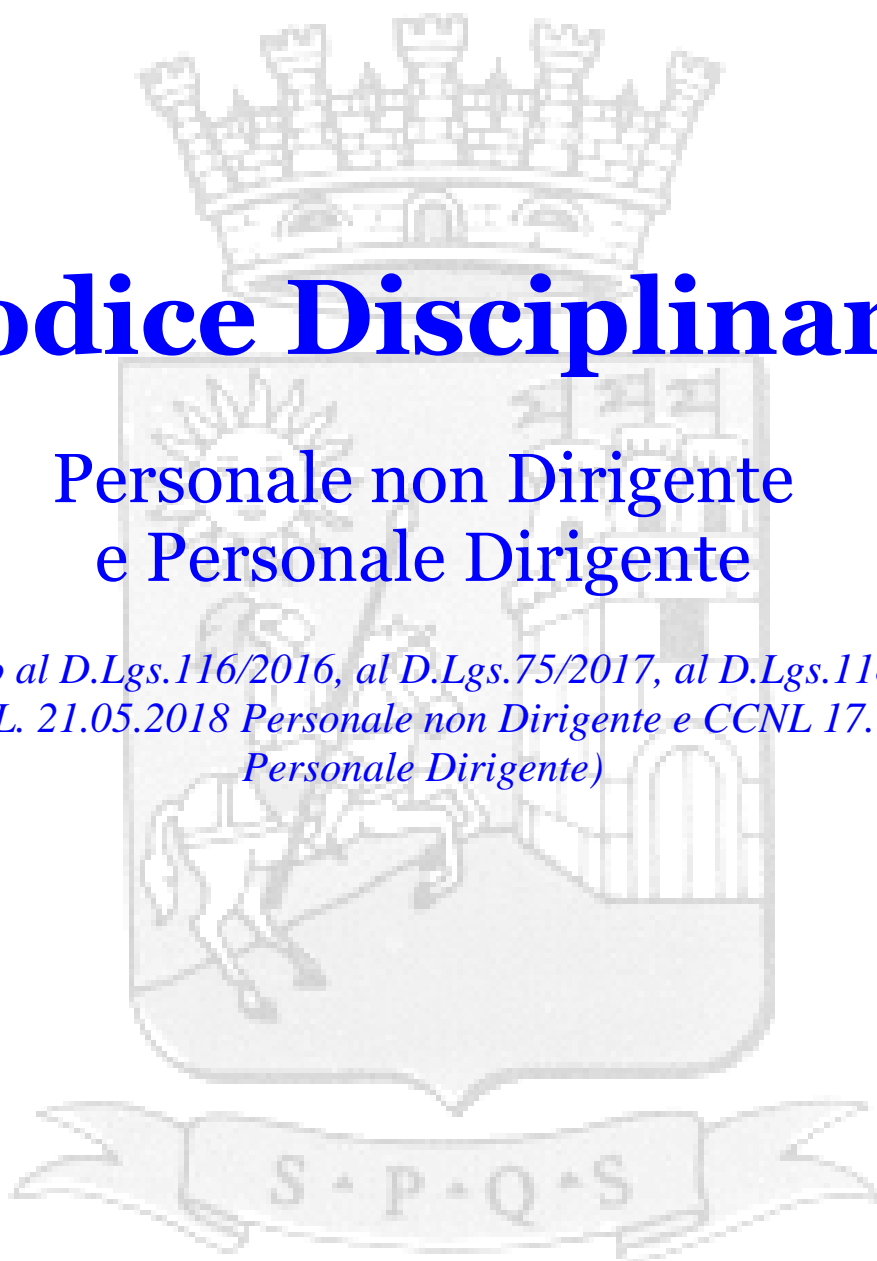 odice Disciplinar
Personale non Dirigente
e Personale Dirigente
o al D.Lgs.116/2016, al D.Lgs.75/2017, al D.Lgs.11
L. 21.05.2018 Personale non Dirigente e CCNL 17.
Personale Dirigente)
S · P · Q · S